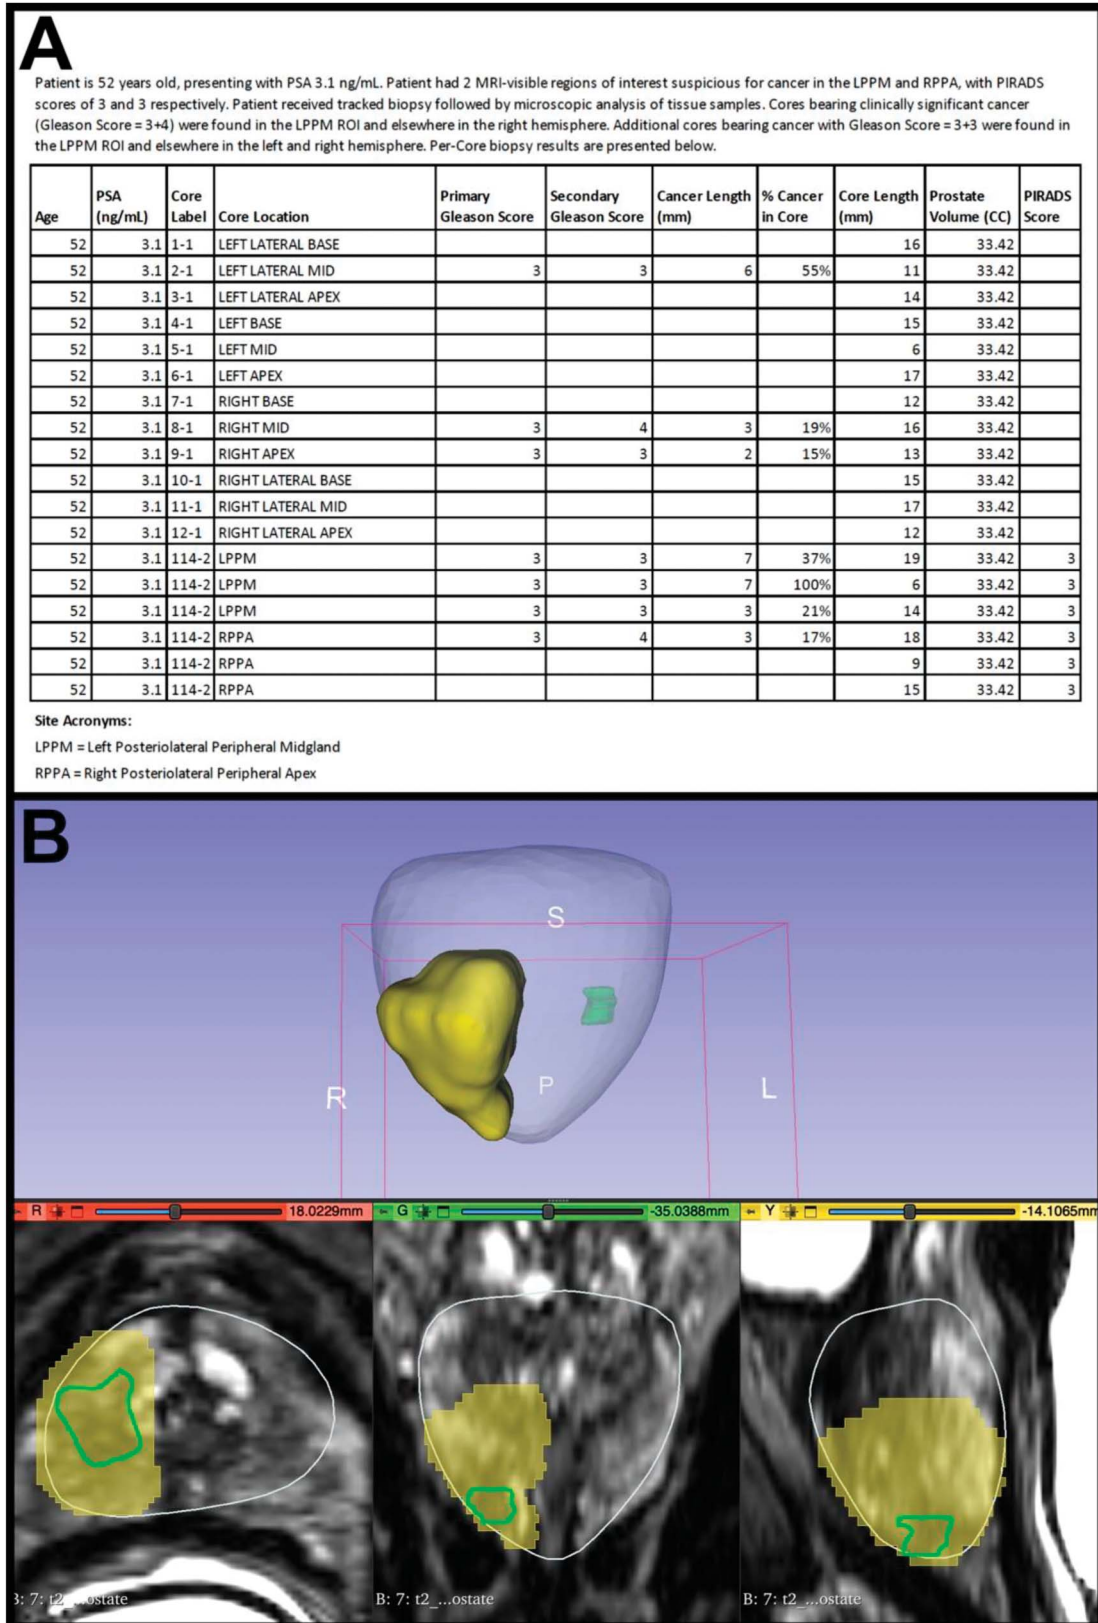 A
Patient is 52 years old, presenting with PSA 3.1 ng/mL. Patient had 2 MRI-visible regions of interest suspicious for cancer in the LPPM and RPPA, with PIRADS
scores of 3 and 3 respectively. Patient received tracked biopsy followed by microscopic analysis of tissue samples. Cores bearing clinically significant cancer
(Gleason Score = 3+4) were found in the LPPM ROI and elsewhere in the right hemisphere. Additional cores bearing cancer with Gleason Score = 3+3 were found in
the LPPM ROI and elsewhere in the left and right hemisphere. Per-Core biopsy results are presented below.
Age PSA (ng/mL) Core Label Core Location Primary Gleason Score Secondary Gleason Score Cancer Length (mm) % Cancer in Core Core Length (mm) Prostate Volume (CC) PIRADS Score
52 3.1 1-1 LEFT LATERAL BASE 16 33.42
52 3.1 2-1 LEFT LATERAL MID 3 3 6 55% 11 33.42
52 3.1 3-1 LEFT LATERAL APEX 14 33.42
52 3.1 4-1 LEFT BASE 15 33.42
52 3.1 5-1 LEFT MID 6 33.42
52 3.1 6-1 LEFT APEX 17 33.42
52 3.1 7-1 RIGHT BASE 12 33.42
52 3.1 8-1 RIGHT MID 3 4 3 19% 16 33.42
52 3.1 9-1 RIGHT APEX 3 3 2 15% 13 33.42
52 3.1 10-1 RIGHT LATERAL BASE 15 33.42
52 3.1 11-1 RIGHT LATERAL MID 17 33.42
52 3.1 12-1 RIGHT LATERAL APEX 12 33.42
52 3.1 114-2 LPPM 3 3 7 37% 19 33.42 3
52 3.1 114-2 LPPM 3 3 7 100% 6 33.42 3
52 3.1 114-2 LPPM 3 3 3 21% 14 33.42 3
52 3.1 114-2 RPPA 3 4 3 17% 18 33.42 3
52 3.1 114-2 RPPA 9 33.42 3
52 3.1 114-2 RPPA 15 33.42 3
Site Acronyms:
LPPM = Left Posteriolateral Peripheral Midgland
RPPA = Right Posteriolateral Peripheral Apex
B
S
P
R
L
R 18.0229mm
G -35.0388mm
Y -14.1065mm
B: 7: t2_...ostate
B: 7: t2_...ostate
B: 7: t2_...ostate